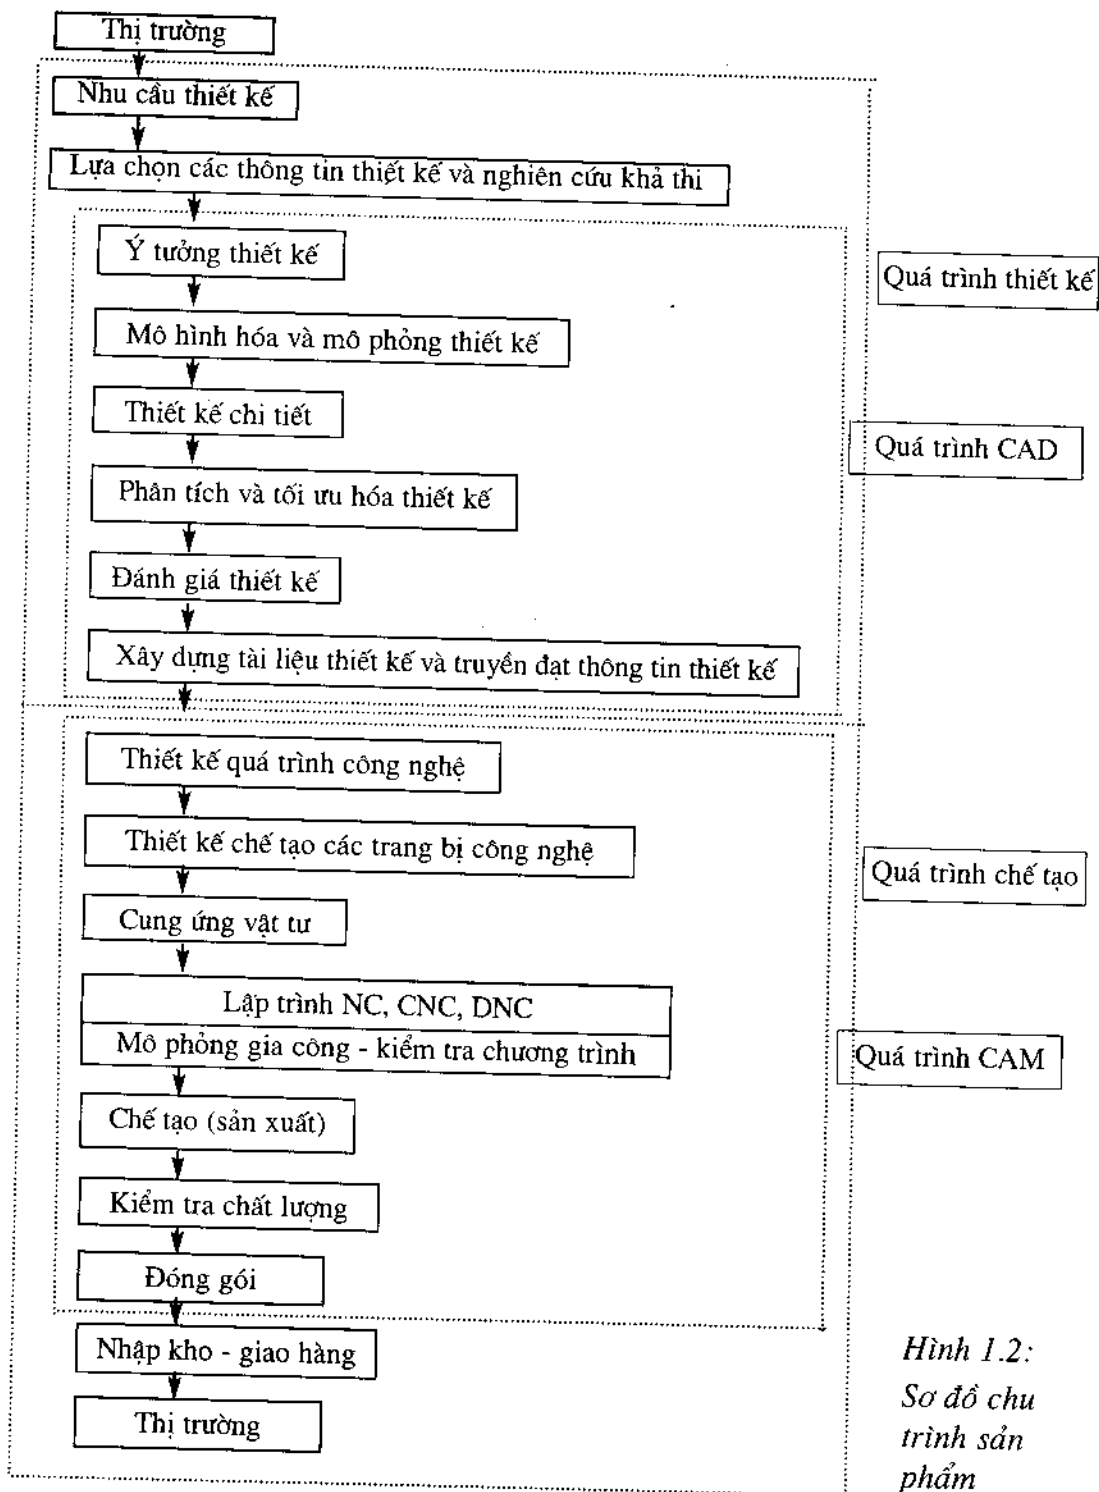 Thị trường
Nhu cầu thiết kế
Lựa chọn các thông tin thiết kế và nghiên cứu khả thi
Ý tưởng thiết kế
Quá trình thiết kế
Mô hình hóa và mô phỏng thiết kế
Thiết kế chi tiết
Quá trình CAD
Phân tích và tối ưu hóa thiết kế
Đánh giá thiết kế
Xây dựng tài liệu thiết kế và truyền đạt thông tin thiết kế
Thiết kế quá trình công nghệ
Thiết kế chế tạo các trang bị công nghệ
Quá trình chế tạo
Cung ứng vật tư
Lập trình NC, CNC, DNC
Mô phỏng gia công - kiểm tra chương trình
Quá trình CAM
Chế tạo (sản xuất)
Kiểm tra chất lượng
Đóng gói
Nhập kho - giao hàng
Thị trường
Hình 1.2:
Sơ đồ chu
trình sản
phẩm